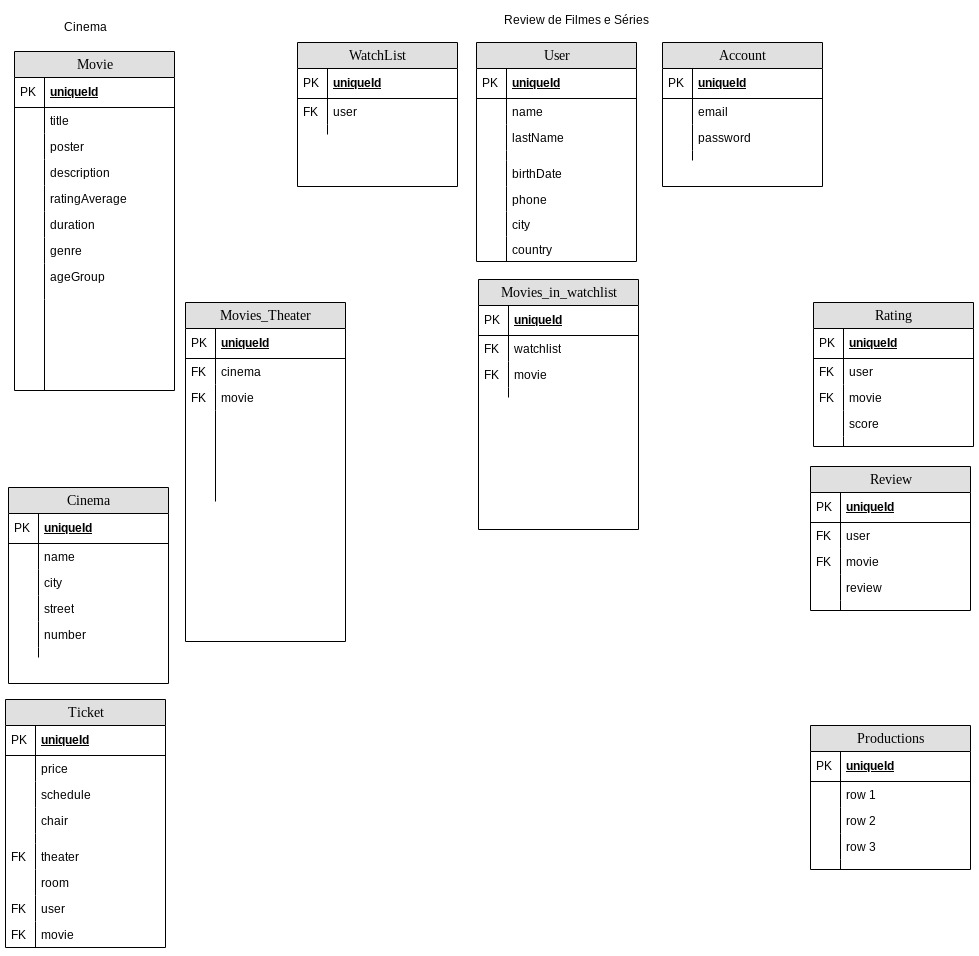 Cinema
Review de Filmes e Séries
Movie
PK uniqueId
title
poster
description
ratingAverage
duration
genre
ageGroup
WatchList
PK uniqueId
FK user
User
PK uniqueId
name
lastName
birthDate
phone
city
country
Account
PK uniqueId
email
password
Movies_Theater
PK uniqueId
FK cinema
FK movie
Movies_in_watchlist
PK uniqueId
FK watchlist
FK movie
Rating
PK uniqueId
FK user
FK movie
score
Cinema
PK uniqueId
name
city
street
number
Review
PK uniqueId
FK user
FK movie
review
Ticket
PK uniqueId
price
schedule
chair
FK theater
room
FK user
FK movie
Productions
PK uniqueId
row 1
row 2
row 3